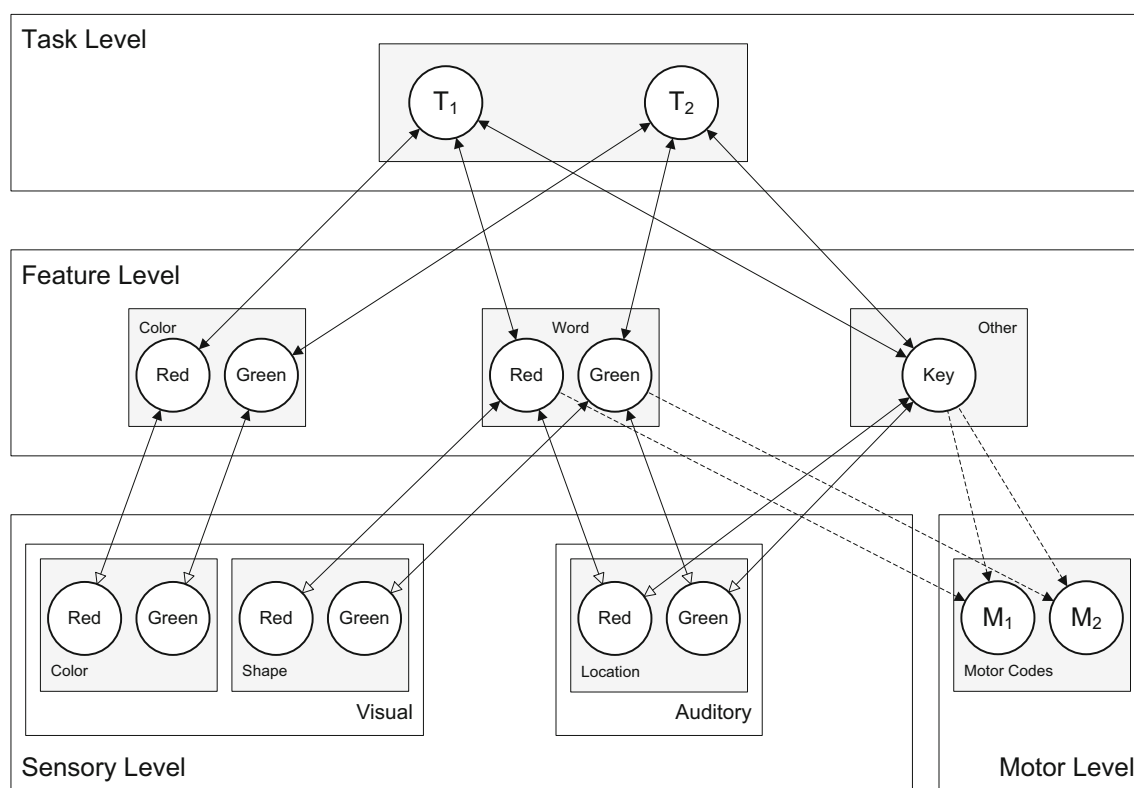 Task Level
T₁
T₂
Feature Level
Color
Red
Green
Word
Red
Green
Other
Key
Red
Green
Color
Red
Green
Shape
Visual
Red
Green
Location
Auditory
Sensory Level
M₁
M₂
Motor Codes
Motor Level